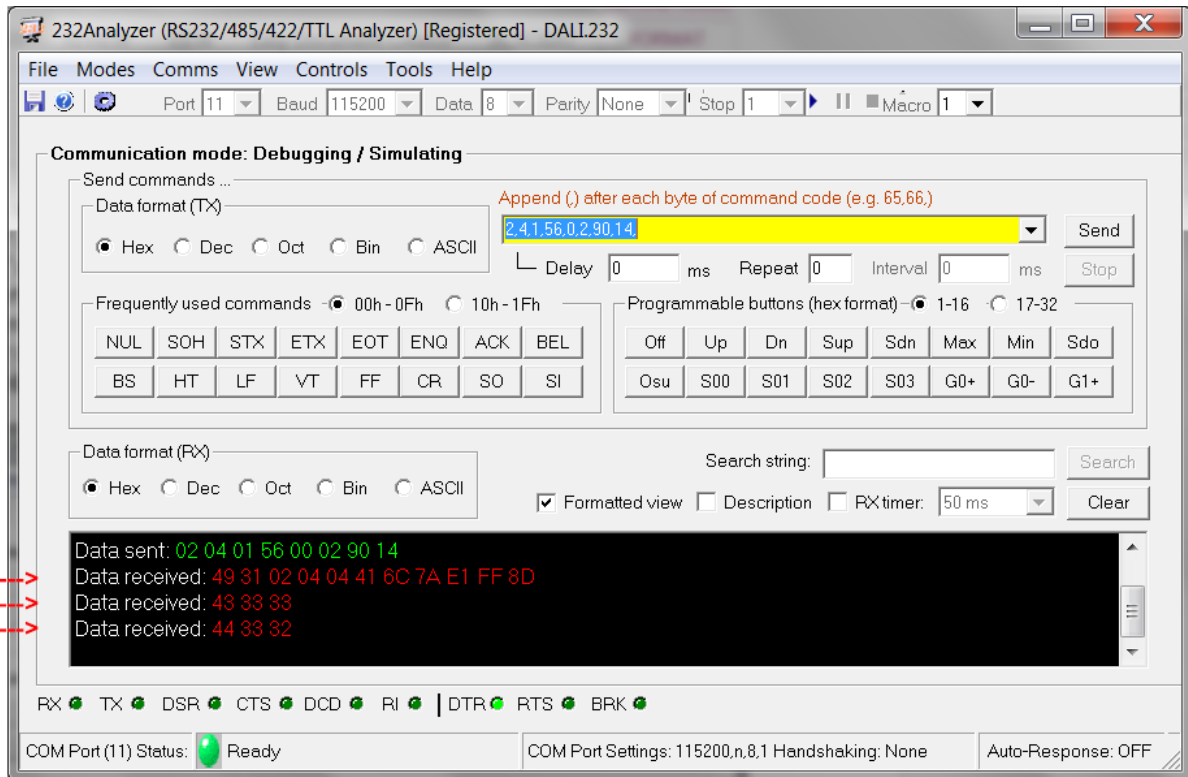 232Analyzer (RS232/485/422/TTL Analyzer) [Registered] - DALI.232
File Modes Comms View Controls Tools Help
Port 11 Baud 115200 Data 8 Parity None Stop 1 Macro 1
Communication mode: Debugging / Simulating
Send commands ...
Data format (TX)
Hex Dec Oct Bin ASCII
Append (,) after each byte of command code (e.g. 65,66,)
2,4,1,56,0,2,90,14, Send
Delay 0 ms Repeat 0 Interval 0 ms Stop
Frequently used commands 00h - 0Fh 10h - 1Fh
NUL SOH STX ETX EOT ENQ ACK BEL
BS HT LF VT FF CR SO SI
Programmable buttons (hex format) 1-16 17-32
Off Up Dn Sup Sdn Max Min Sdo
Osu S00 S01 S02 S03 G0+ G0- G1+
Data format (RX)
Hex Dec Oct Bin ASCII
Search string: Search
Formatted view Description RX timer: 50 ms Clear
Data sent: 02 04 01 56 00 02 90 14
Data received: 49 31 02 04 04 41 6C 7A E1 FF 8D
Data received: 43 33 33
Data received: 44 33 32
RX TX DSR CTS DCD RI DTR RTS BRK
COM Port (11) Status: Ready COM Port Settings: 115200,n,8,1 Handshaking: None Auto-Response: OFF